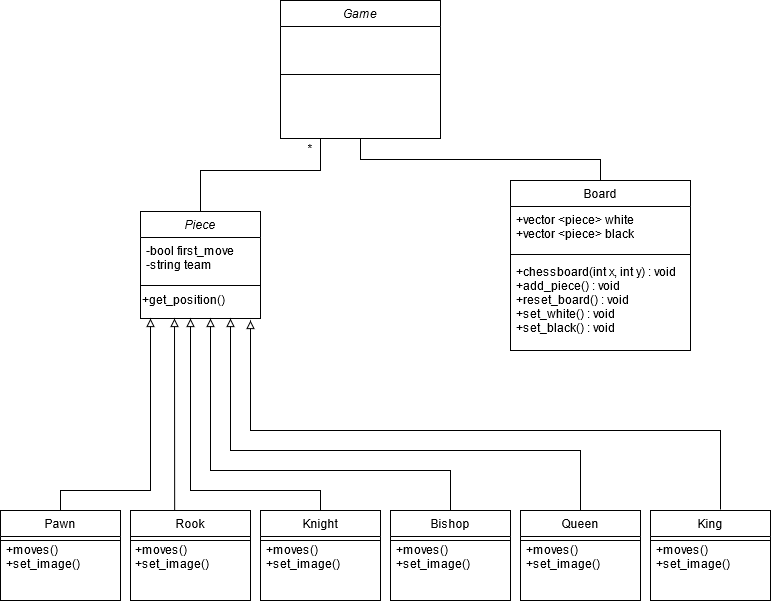 Game
*
Piece
-bool first_move
-string team
+get_position()
Board
+vector <piece> white
+vector <piece> black
+chessboard(int x, int y) : void
+add_piece() : void
+reset_board() : void
+set_white() : void
+set_black() : void
Pawn
+moves()
+set_image()
Rook
+moves()
+set_image()
Knight
+moves()
+set_image()
Bishop
+moves()
+set_image()
Queen
+moves()
+set_image()
King
+moves()
+set_image()